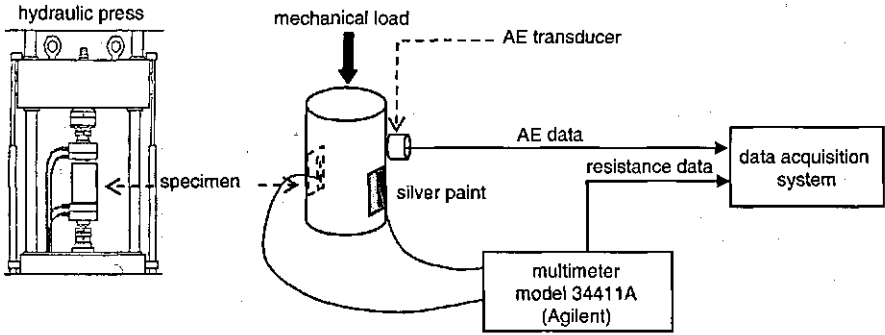 hydraulic press
mechanical load
AE transducer
AE data
data acquisition
system
resistance data
specimen
silver paint
multimeter
model 34411A
(Agilent)